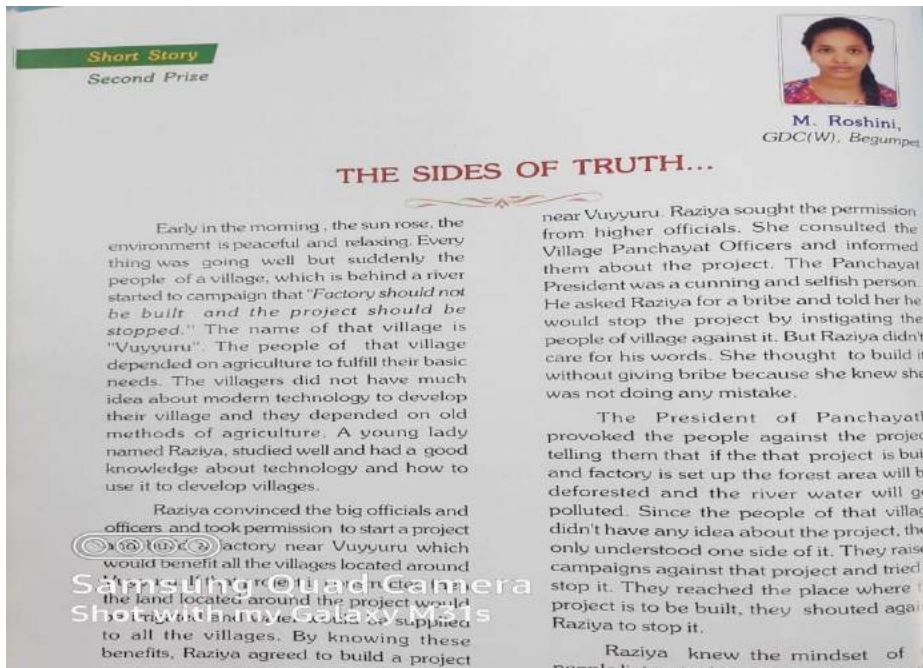 Short Story
Second Prize
M. Roshini,
GDC(W), Begumpet
THE SIDES OF TRUTH...
Early in the morning , the sun rose, the
environment is peaceful and relaxing. Every
thing was going well but suddenly the
people of a village, which is behind a river
started to campaign that "Factory should not
be built and the project should be
stopped." The name of that village is
"Vuyyuru". The people of that village
depended on agriculture to fulfill their basic
needs. The villagers did not have much
idea about modern technology to develop
their village and they depended on old
methods of agriculture. A young lady
named Raziya, studied well and had a good
knowledge about technology and how to
use it to develop villages.
Raziya convinced the big officials and
officers and took permission to start a project
and build a factory near Vuyyuru which
would benefit all the villages located around
the land located around the project would
be irrigated and supplied
to all the villages. By knowing these
benefits, Raziya agreed to build a project
near Vuyyuru. Raziya sought the permission
from higher officials. She consulted the
Village Panchayat Officers and informed
them about the project. The Panchayat
President was a cunning and selfish person.
He asked Raziya for a bribe and told her he
would stop the project by instigating the
people of village against it. But Raziya didn't
care for his words. She thought to build it
without giving bribe because she knew she
was not doing any mistake.
The President of Panchayat
provoked the people against the projec
telling them that if the that project is bui
and factory is set up the forest area will b
deforested and the river water will g
polluted. Since the people of that villag
didn't have any idea about the project, the
only understood one side of it. They raise
campaigns against that project and tried
stop it. They reached the place where
project is to be built, they shouted agai
Raziya to stop it.
Raziya knew the mindset of
Samsung Quad Camera
Shot with my Galaxy M31s